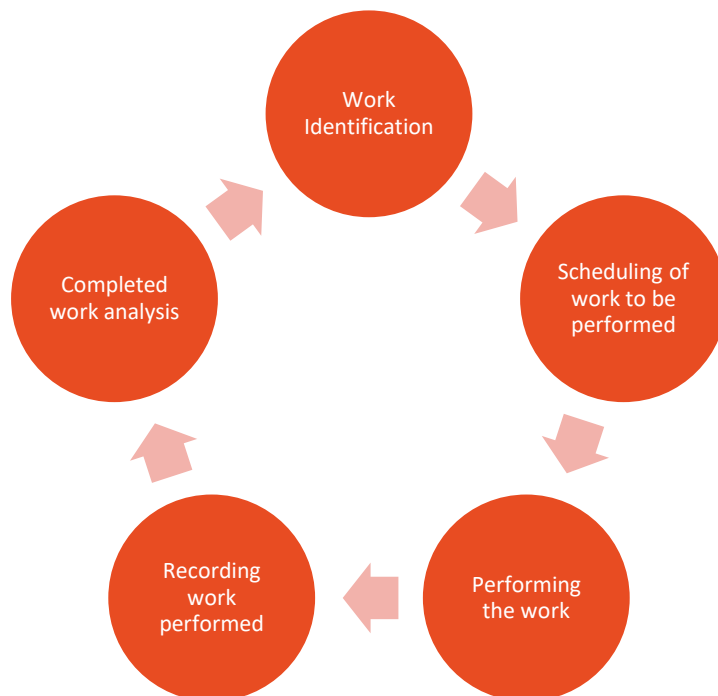 Work
Identification
Scheduling of
work to be
performed
Performing
the work
Recording
work
performed
Completed
work analysis